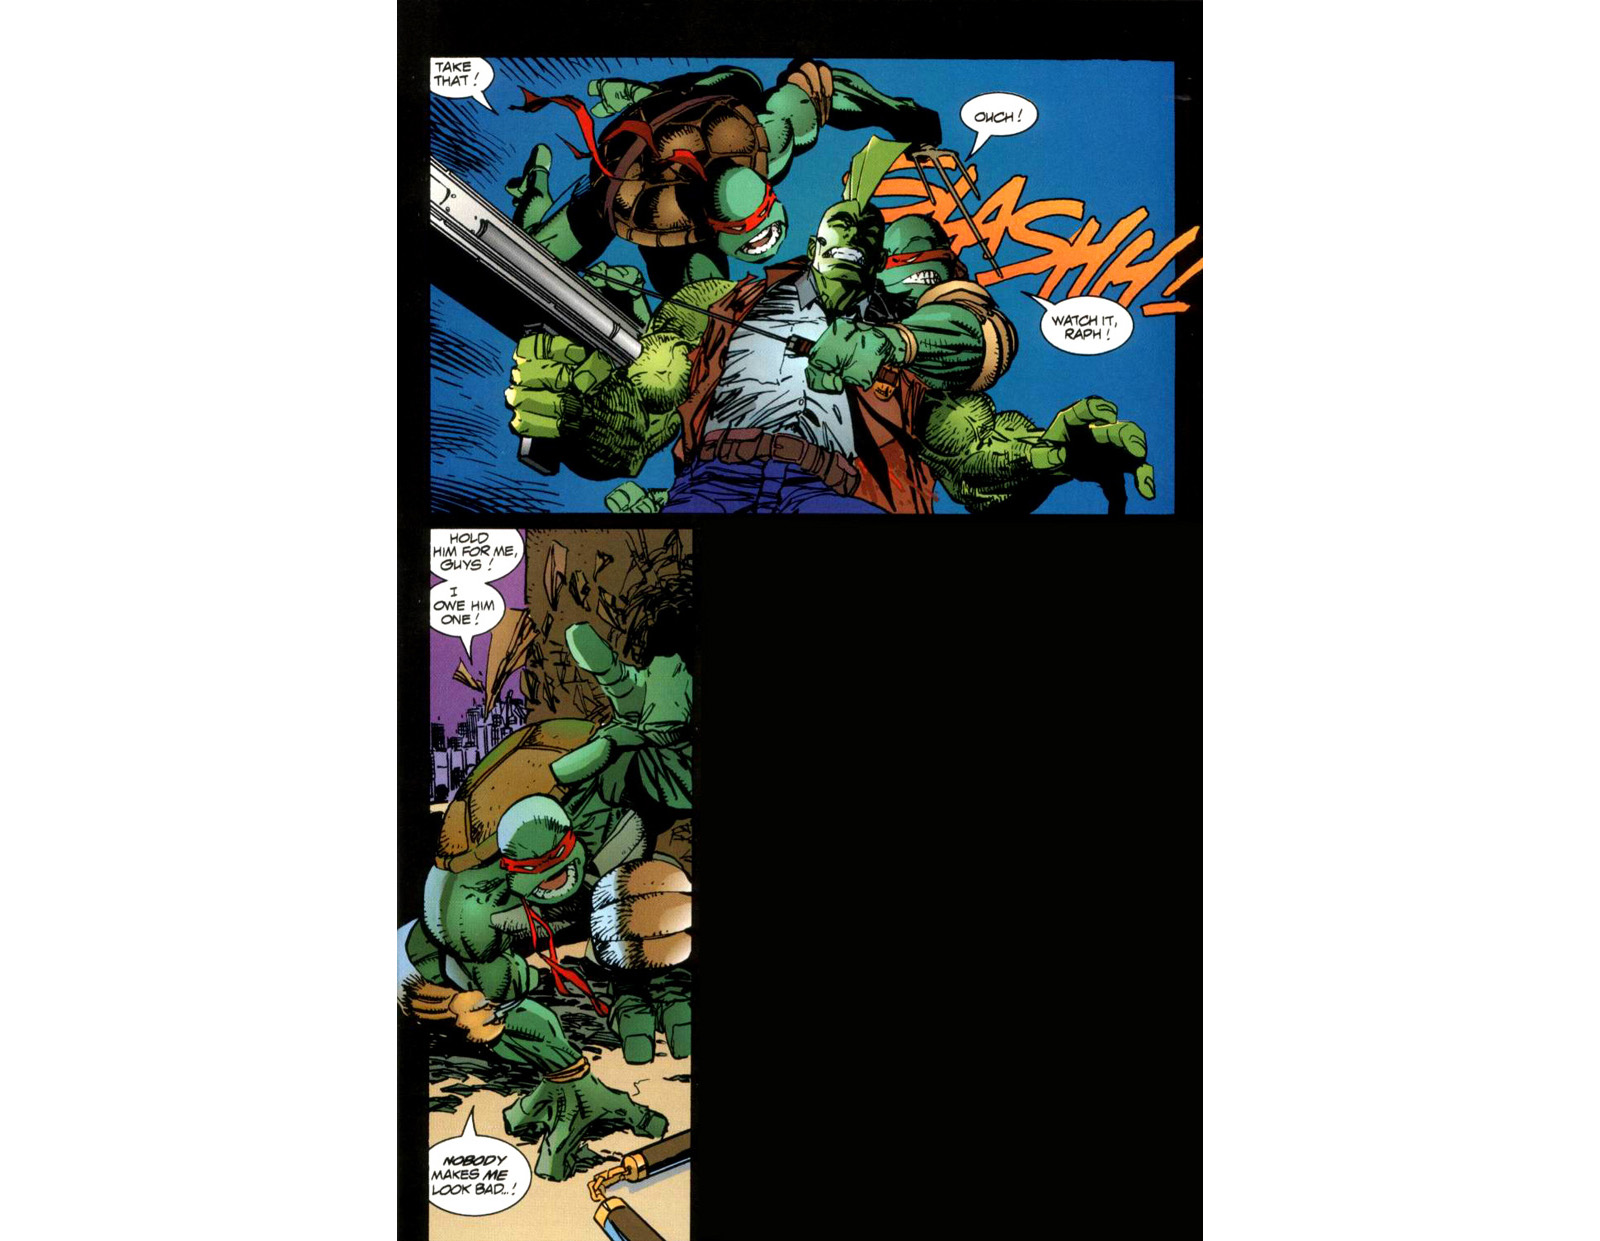 TAKE
THAT!
OUCH!
SLASHH!
WATCH IT,
RAPH!
HOLD
HIM FOR ME,
GUYS!
I
OWE HIM
ONE!
NOBODY
MAKES ME
LOOK BAD...!